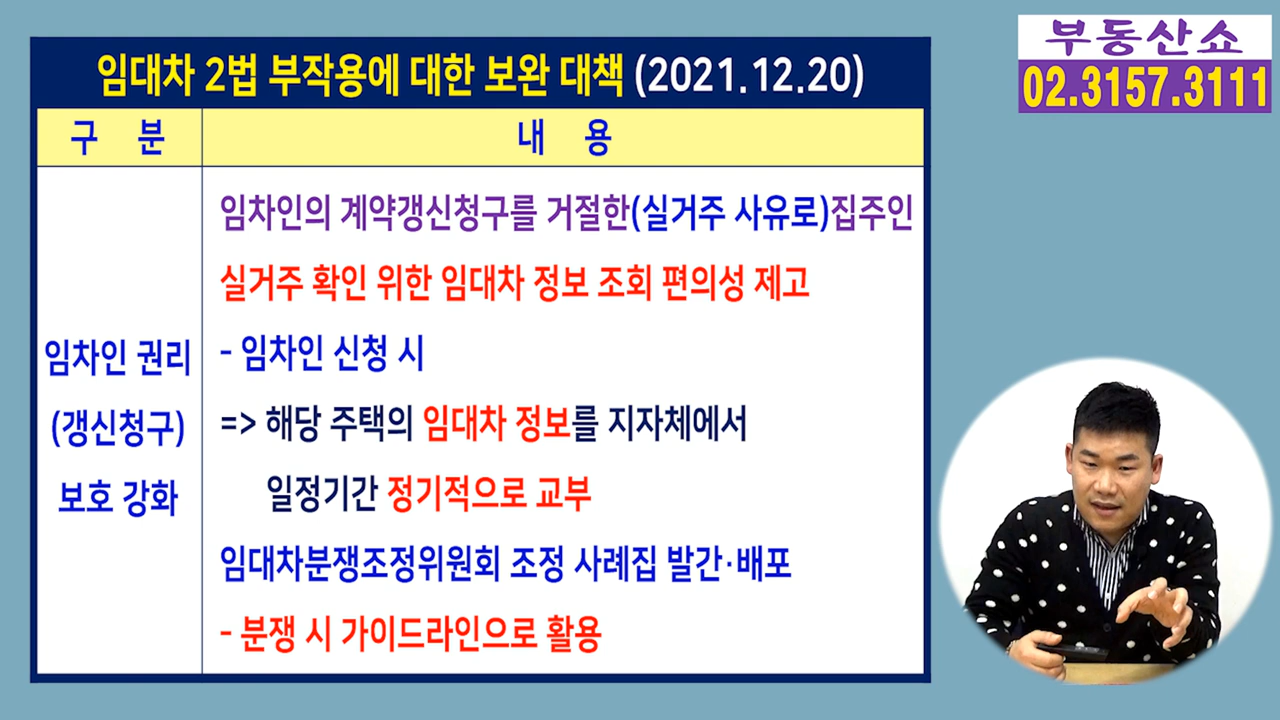 부동산쇼
02.3157.3111
임대차 2법 부작용에 대한 보완 대책 (2021.12.20)
구 분 내 용
임차인 권리
(갱신청구)
보호 강화
임차인의 계약갱신청구를 거절한(실거주 사유로)집주인
실거주 확인 위한 임대차 정보 조회 편의성 제고
- 임차인 신청 시
=> 해당 주택의 임대차 정보를 지자체에서
일정기간 정기적으로 교부
임대차분쟁조정위원회 조정 사례집 발간·배포
- 분쟁 시 가이드라인으로 활용